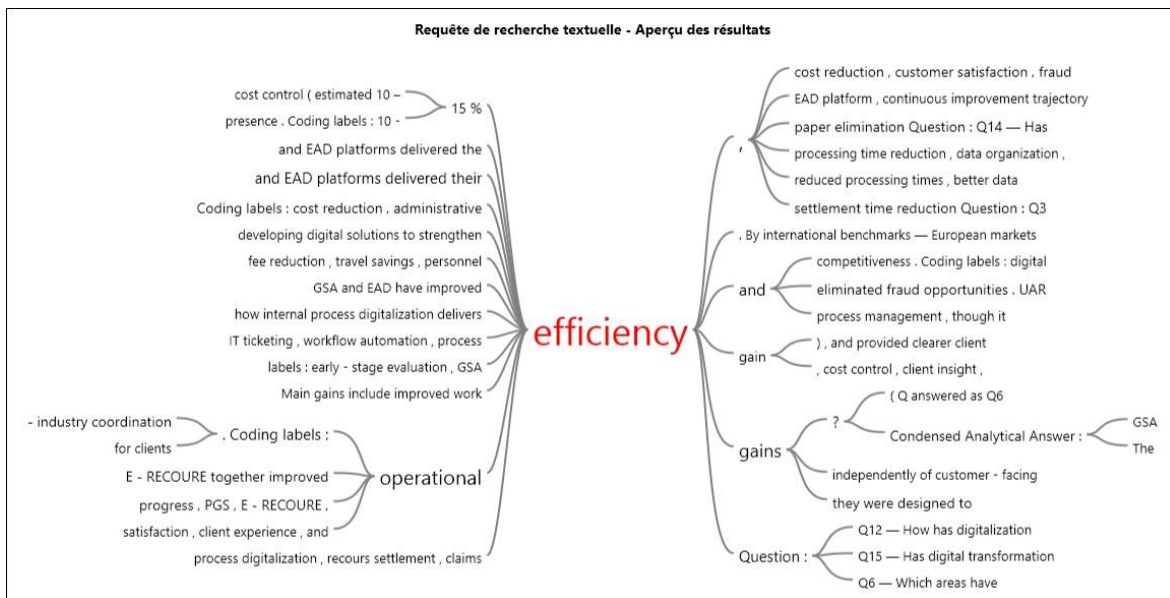 Requête de recherche textuelle - Aperçu des résultats
cost control ( estimated 10 –
presence . Coding labels : 10 -
15 %
and EAD platforms delivered the
and EAD platforms delivered their
Coding labels : cost reduction , administrative
developing digital solutions to strengthen
fee reduction , travel savings , personnel
GSA and EAD have improved
how internal process digitalization delivers
IT ticketing , workflow automation , process
labels : early - stage evaluation , GSA
Main gains include improved work
- industry coordination
for clients
. Coding labels :
E - RECOURE together improved
progress , PGS , E - RECOURE ,
satisfaction , client experience , and
operational
process digitalization , recours settlement , claims
efficiency
,
cost reduction , customer satisfaction , fraud
EAD platform , continuous improvement trajectory
paper elimination Question : Q14 — Has
processing time reduction , data organization ,
reduced processing times , better data
settlement time reduction Question : Q3
. By international benchmarks — European markets
and
competitiveness . Coding labels : digital
eliminated fraud opportunities . UAR
process management , though it
gain
) , and provided clearer client
, cost control , client insight ,
gains
?
( Q answered as Q6
Condensed Analytical Answer :
GSA
The
independently of customer - facing
they were designed to
Question :
Q12 — How has digitalization
Q15 — Has digital transformation
Q6 — Which areas have